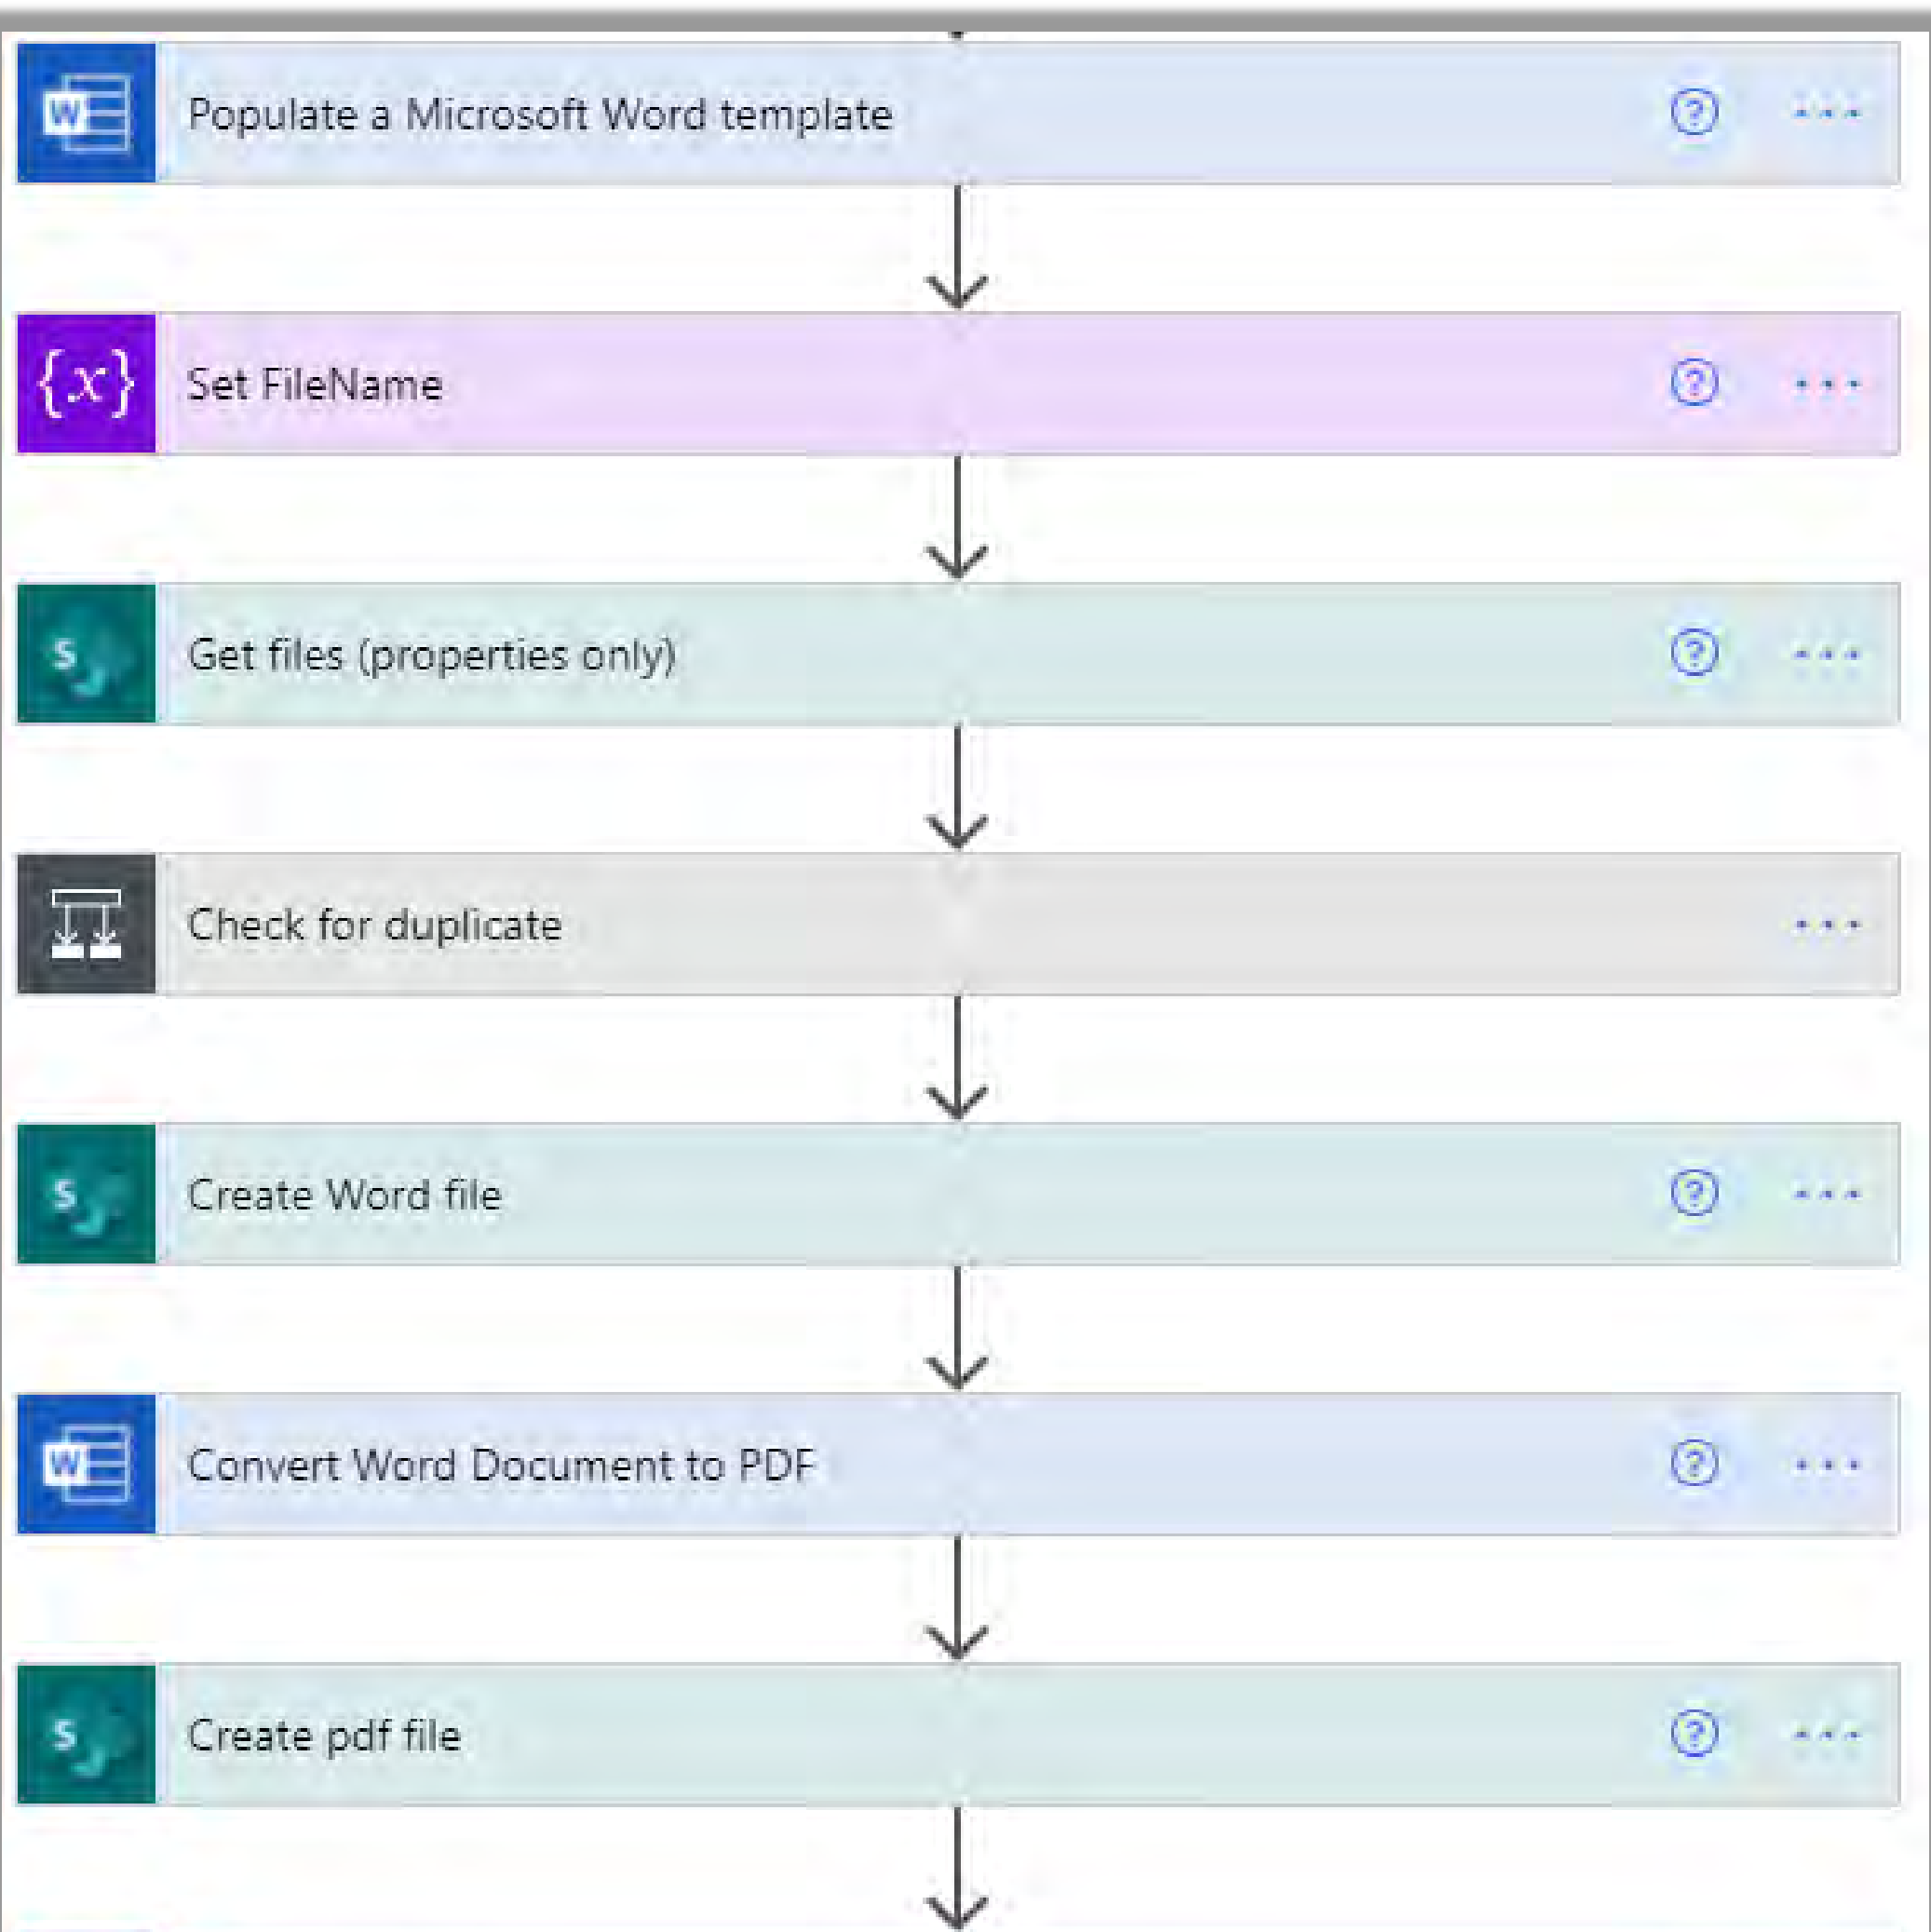 Populate a Microsoft Word template
{x} Set FileName
Get files (properties only)
Check for duplicate
Create Word file
Convert Word Document to PDF
Create pdf file